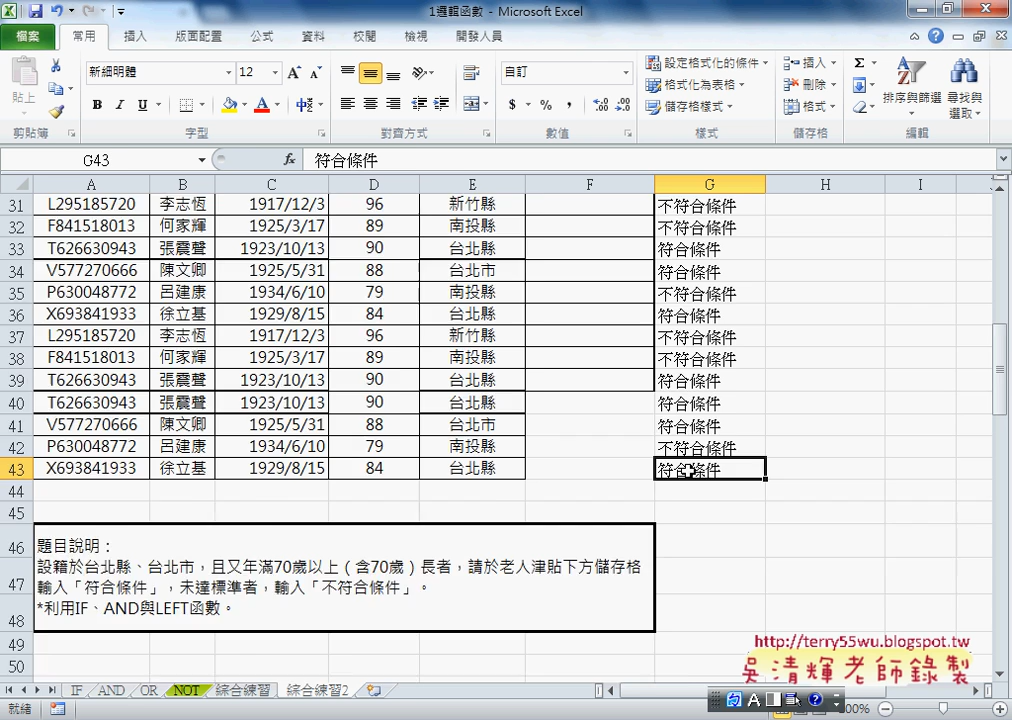 1邏輯函數 - Microsoft Excel
檔案 常用 插入 版面配置 公式 資料 校閱 檢視 開發人員
貼上 新細明體 12 自訂 設定格式化的條件 插入 Σ
B I U $ % , 格式化為表格 刪除 排序與篩選 尋找與選取
儲存格樣式 格式
剪貼簿 字型 對齊方式 數值 樣式 儲存格 編輯
G43 fx 符合條件
A B C D E F G H I
31 L295185720 李志恆 1917/12/3 96 新竹縣 不符合條件
32 F841518013 何家輝 1925/3/17 89 南投縣 不符合條件
33 T626630943 張震聲 1923/10/13 90 台北縣 符合條件
34 V577270666 陳文卿 1925/5/31 88 台北市 符合條件
35 P630048772 呂建康 1934/6/10 79 南投縣 不符合條件
36 X693841933 徐立基 1929/8/15 84 台北縣 符合條件
37 L295185720 李志恆 1917/12/3 96 新竹縣 不符合條件
38 F841518013 何家輝 1925/3/17 89 南投縣 不符合條件
39 T626630943 張震聲 1923/10/13 90 台北縣 符合條件
40 T626630943 張震聲 1923/10/13 90 台北縣 符合條件
41 V577270666 陳文卿 1925/5/31 88 台北市 符合條件
42 P630048772 呂建康 1934/6/10 79 南投縣 不符合條件
43 X693841933 徐立基 1929/8/15 84 台北縣 符合條件
44
45
46 題目說明：
47 設籍於台北縣、台北市，且又年滿70歲以上（含70歲）長者，請於老人津貼下方儲存格
輸入「符合條件」，未達標準者，輸入「不符合條件」。
48 *利用IF、AND與LEFT函數。
49
50
http://terry55wu.blogspot.tw
吳清輝老師錄製
IF AND OR NOT 綜合練習 綜合練習2
就緒 100%